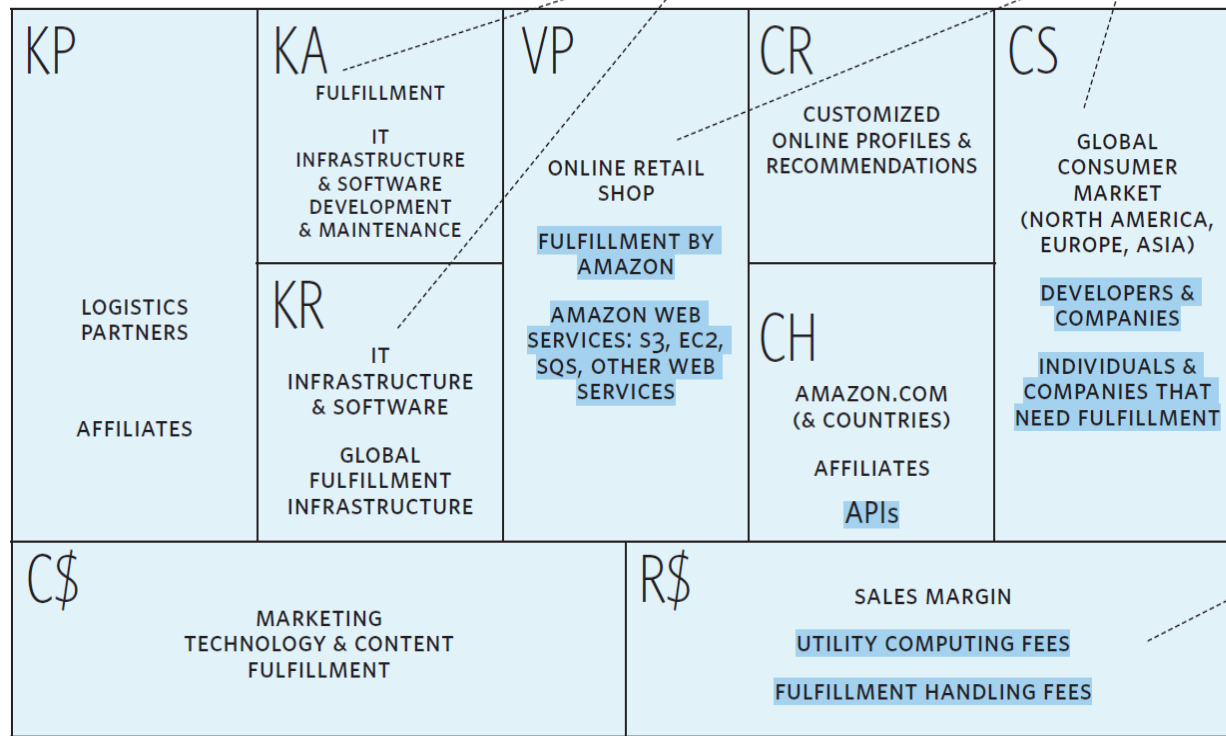 KP
LOGISTICS
PARTNERS
AFFILIATES
KA
FULFILLMENT
IT
INFRASTRUCTURE
& SOFTWARE
DEVELOPMENT
& MAINTENANCE
KR
IT
INFRASTRUCTURE
& SOFTWARE
GLOBAL
FULFILLMENT
INFRASTRUCTURE
VP
ONLINE RETAIL
SHOP
FULFILLMENT BY
AMAZON
AMAZON WEB
SERVICES: S3, EC2,
SQS, OTHER WEB
SERVICES
CR
CUSTOMIZED
ONLINE PROFILES &
RECOMMENDATIONS
CH
AMAZON.COM
(& COUNTRIES)
AFFILIATES
APIs
CS
GLOBAL
CONSUMER
MARKET
(NORTH AMERICA,
EUROPE, ASIA)
DEVELOPERS &
COMPANIES
INDIVIDUALS &
COMPANIES THAT
NEED FULFILLMENT
C$
MARKETING
TECHNOLOGY & CONTENT
FULFILLMENT
R$
SALES MARGIN
UTILITY COMPUTING FEES
FULFILLMENT HANDLING FEES